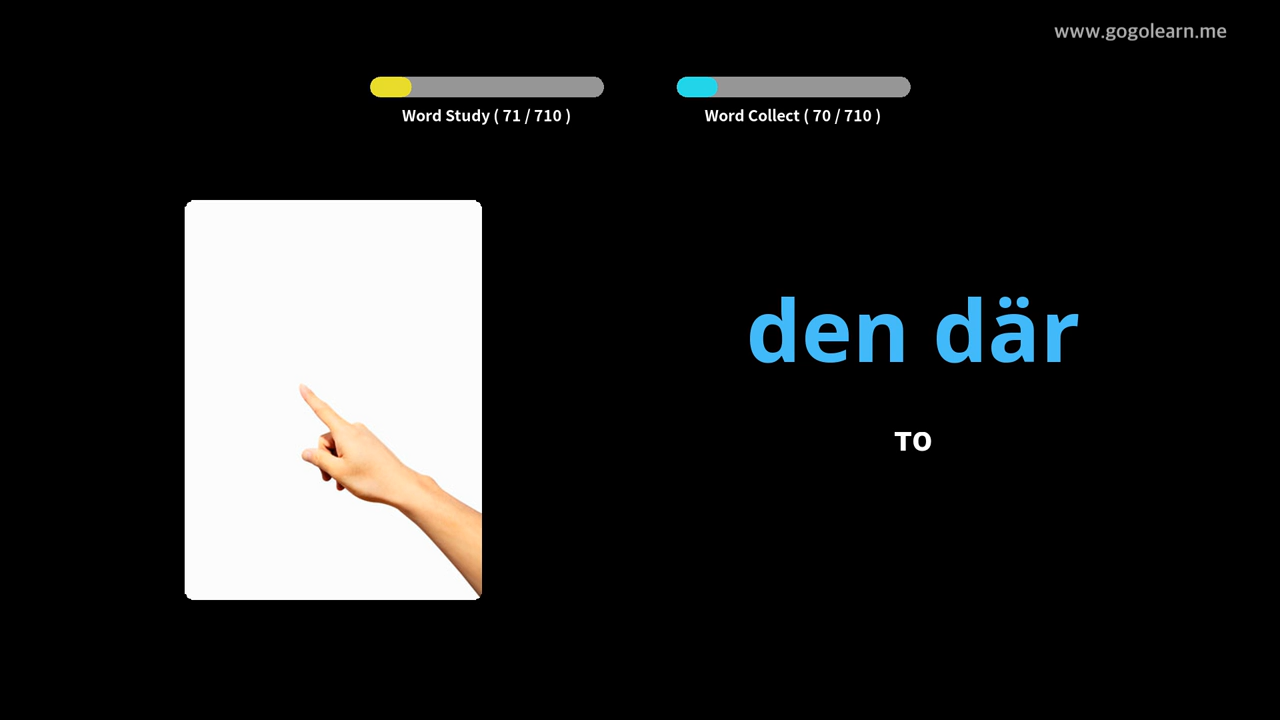 www.gogolearn.me
Word Study ( 71 / 710 )
Word Collect ( 70 / 710 )
den där
то